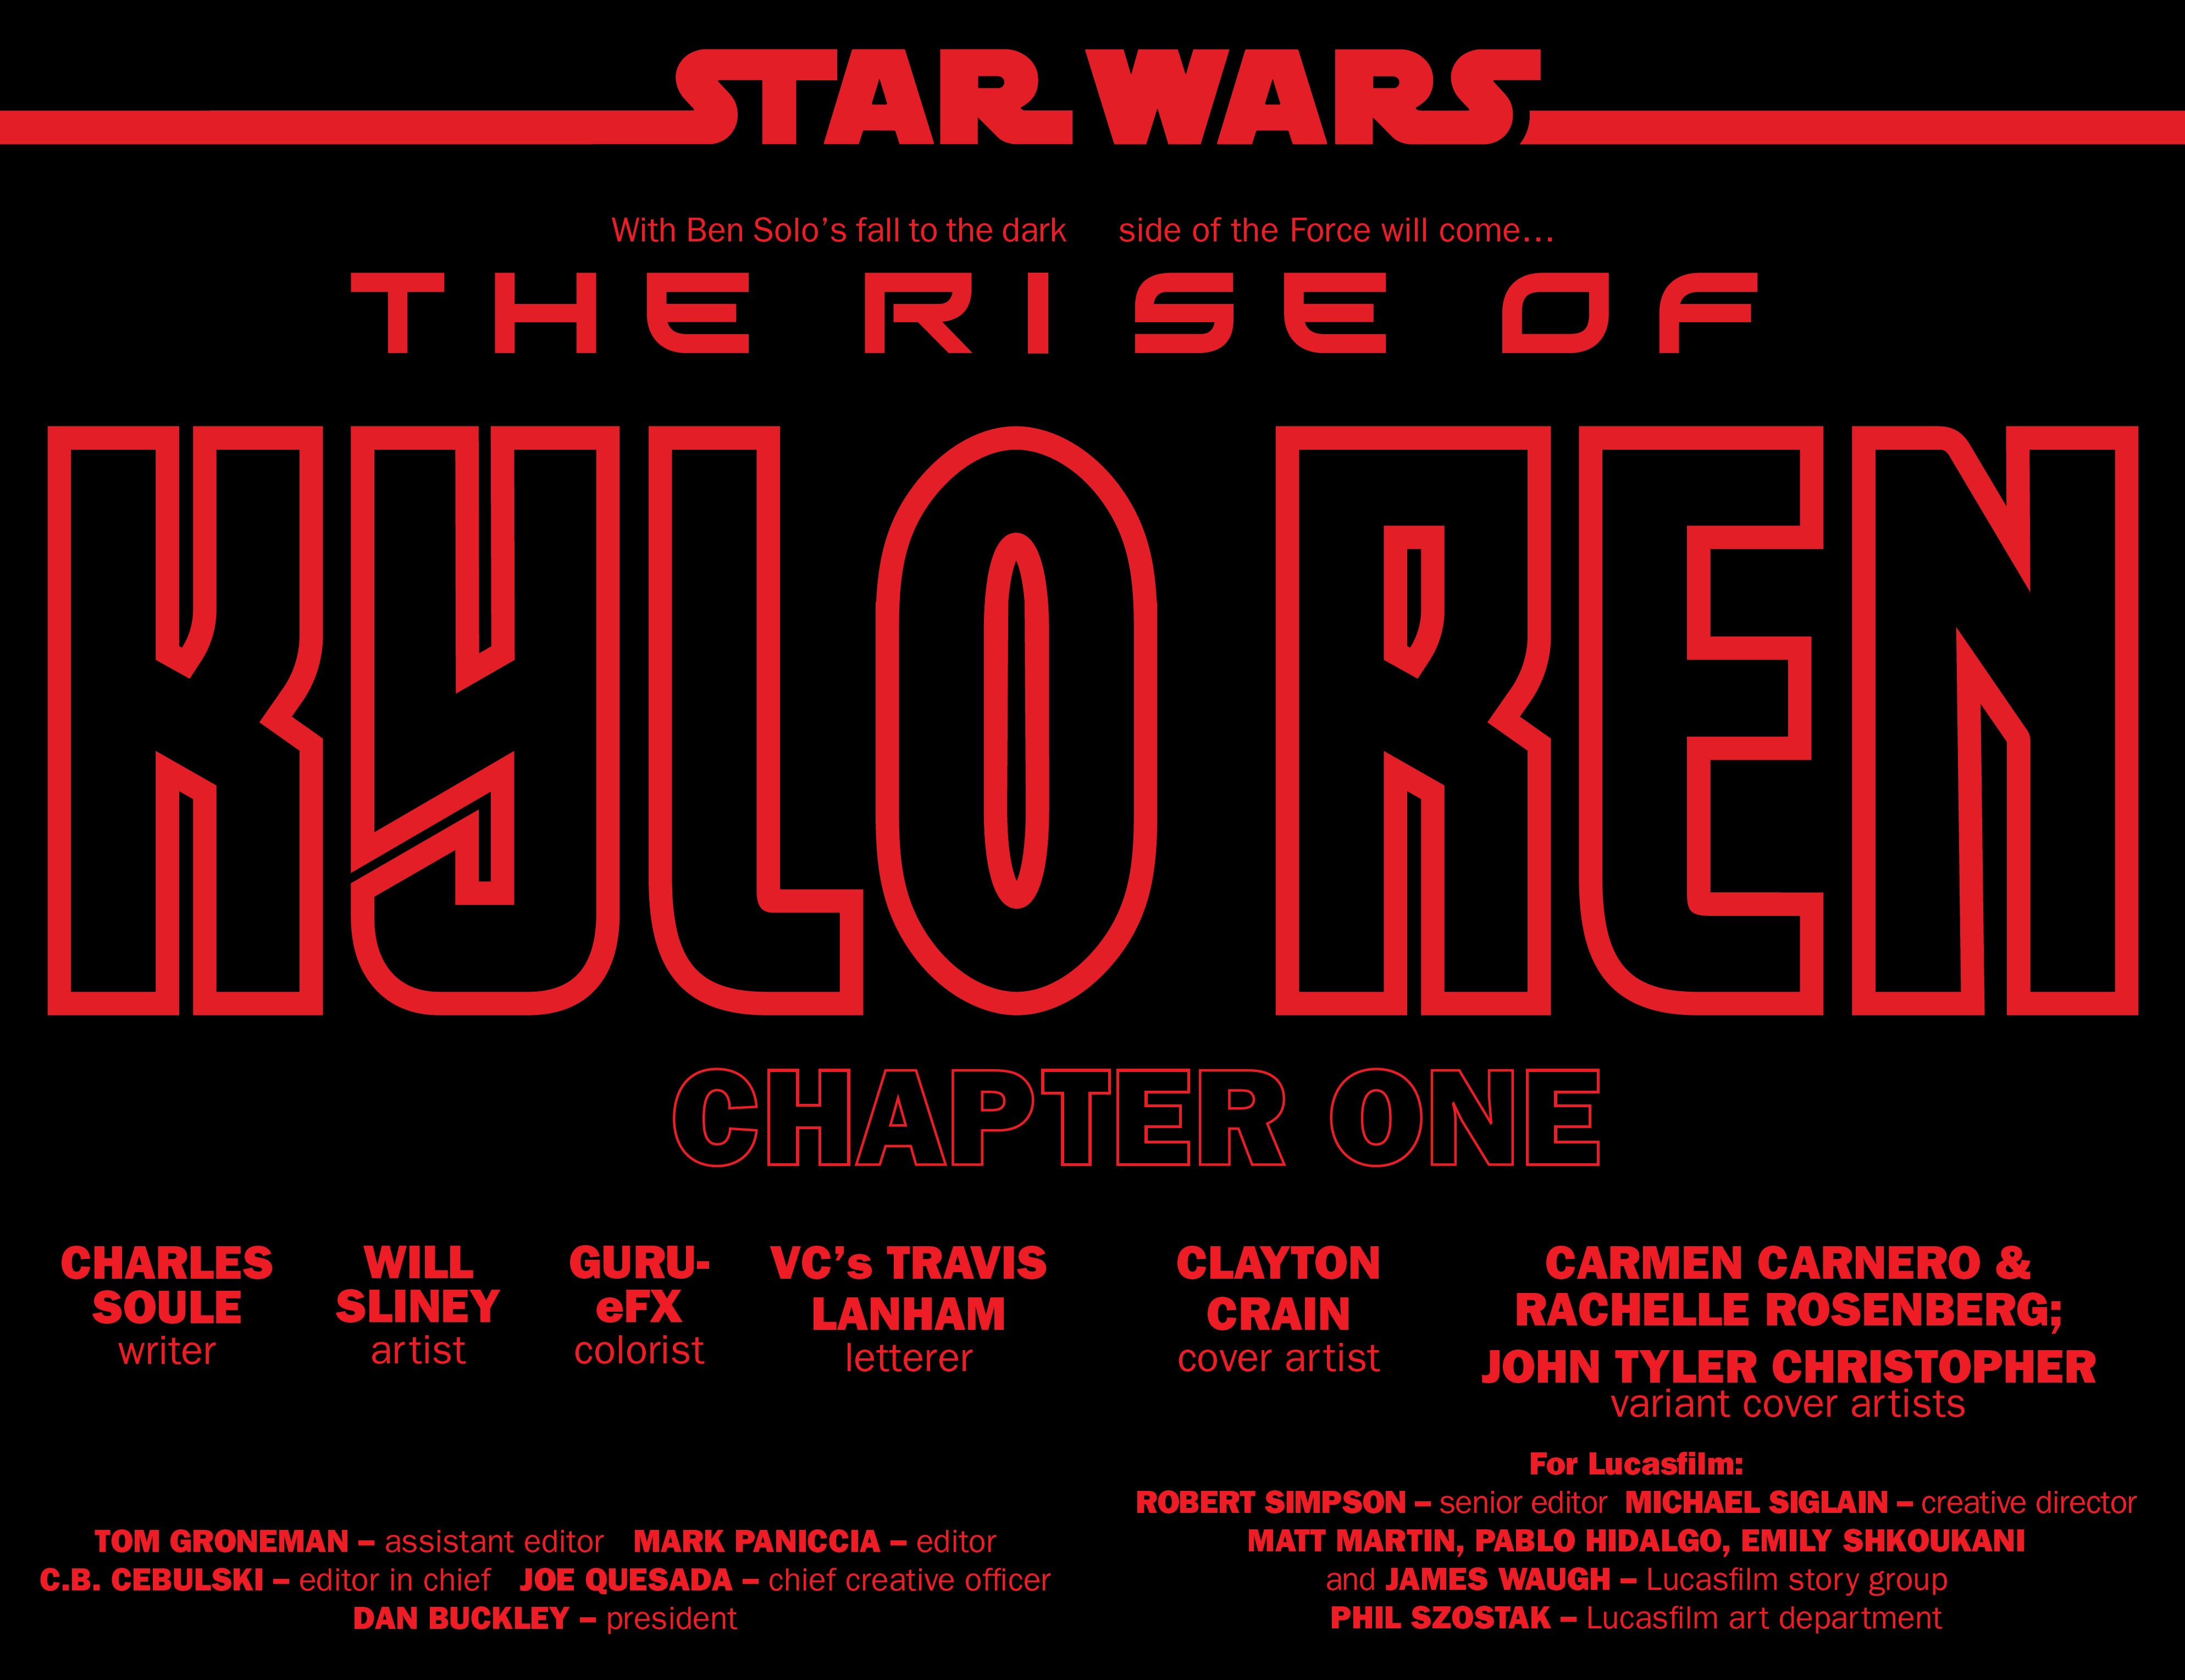 STAR WARS
With Ben Solo's fall to the dark side of the Force will come...
THE RISE OF
KYLO REN
CHAPTER ONE
CHARLES
SOULE
writer
WILL
SLINEY
artist
GURU-
eFX
colorist
VC's TRAVIS
LANHAM
letterer
CLAYTON
CRAIN
cover artist
CARMEN CARNERO &
RACHELLE ROSENBERG;
JOHN TYLER CHRISTOPHER
variant cover artists
TOM GRONEMAN – assistant editor MARK PANICCIA – editor
C.B. CEBULSKI – editor in chief JOE QUESADA – chief creative officer
DAN BUCKLEY – president
For Lucasfilm:
ROBERT SIMPSON – senior editor MICHAEL SIGLAIN – creative director
MATT MARTIN, PABLO HIDALGO, EMILY SHKOUKANI
and JAMES WAUGH – Lucasfilm story group
PHIL SZOSTAK – Lucasfilm art department